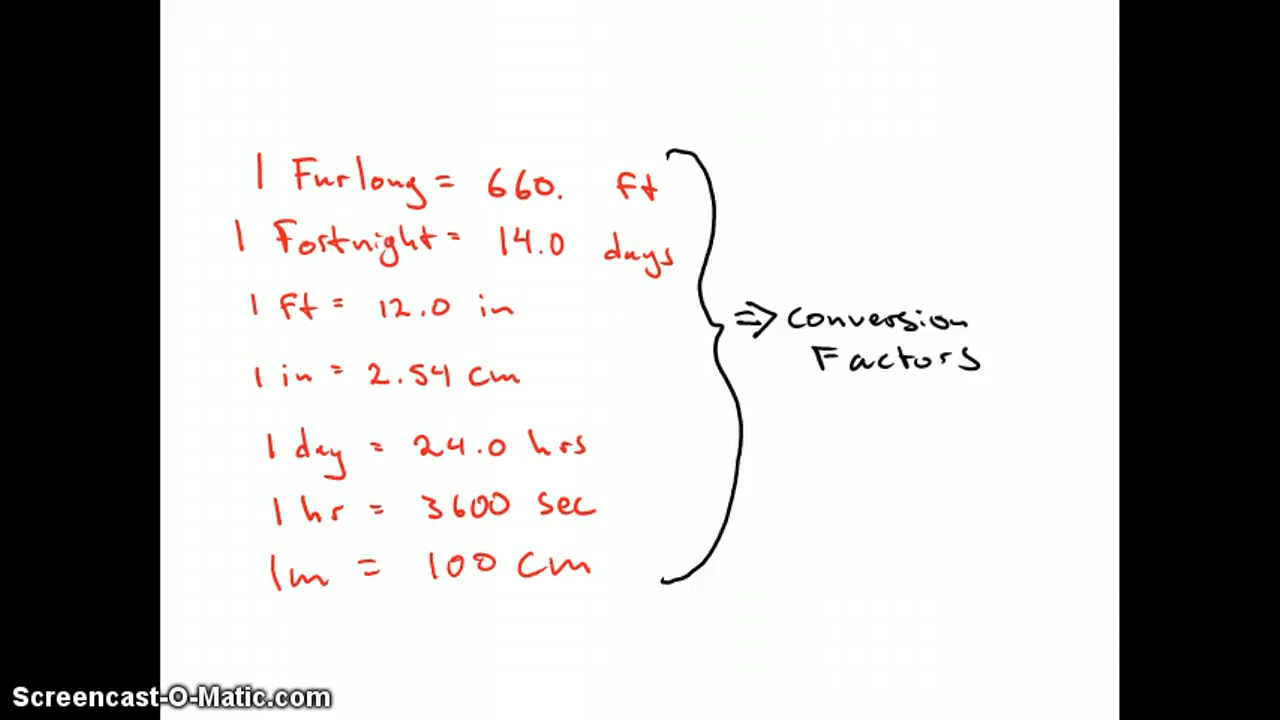 1 Furlong = 660. ft
1 Fortnight = 14.0 days
1 ft = 12.0 in
1 in = 2.54 cm
1 day = 24.0 hrs
1 hr = 3600 sec
1m = 100 cm
⇒ conversion
Factors
Screencast-O-Matic.com